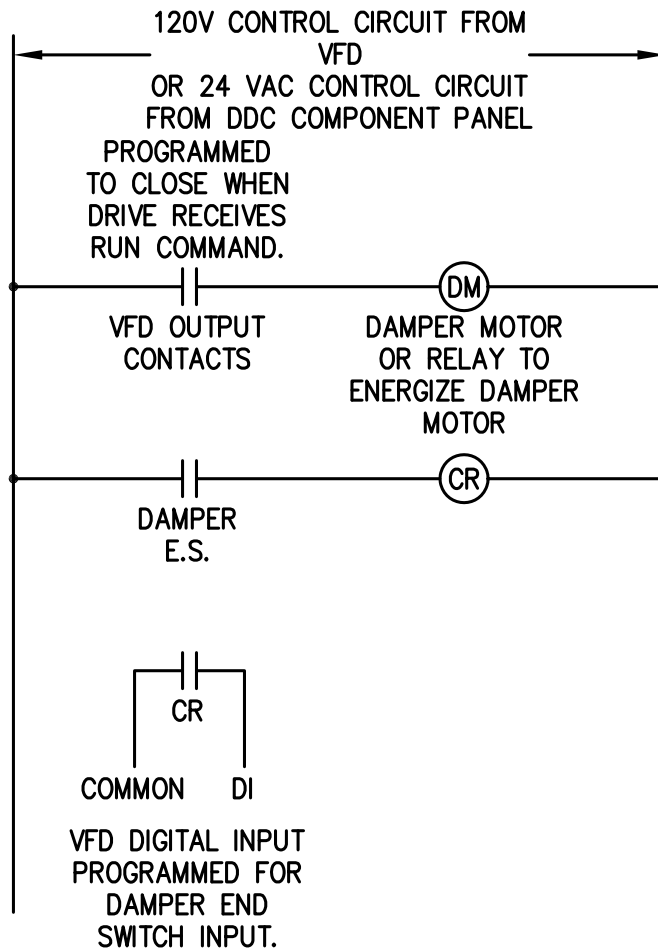 120V CONTROL CIRCUIT FROM
VFD
OR 24 VAC CONTROL CIRCUIT
FROM DDC COMPONENT PANEL
PROGRAMMED
TO CLOSE WHEN
DRIVE RECEIVES
RUN COMMAND.
DM
VFD OUTPUT
CONTACTS
DAMPER MOTOR
OR RELAY TO
ENERGIZE DAMPER
MOTOR
CR
DAMPER
E.S.
CR
COMMON DI
VFD DIGITAL INPUT
PROGRAMMED FOR
DAMPER END
SWITCH INPUT.